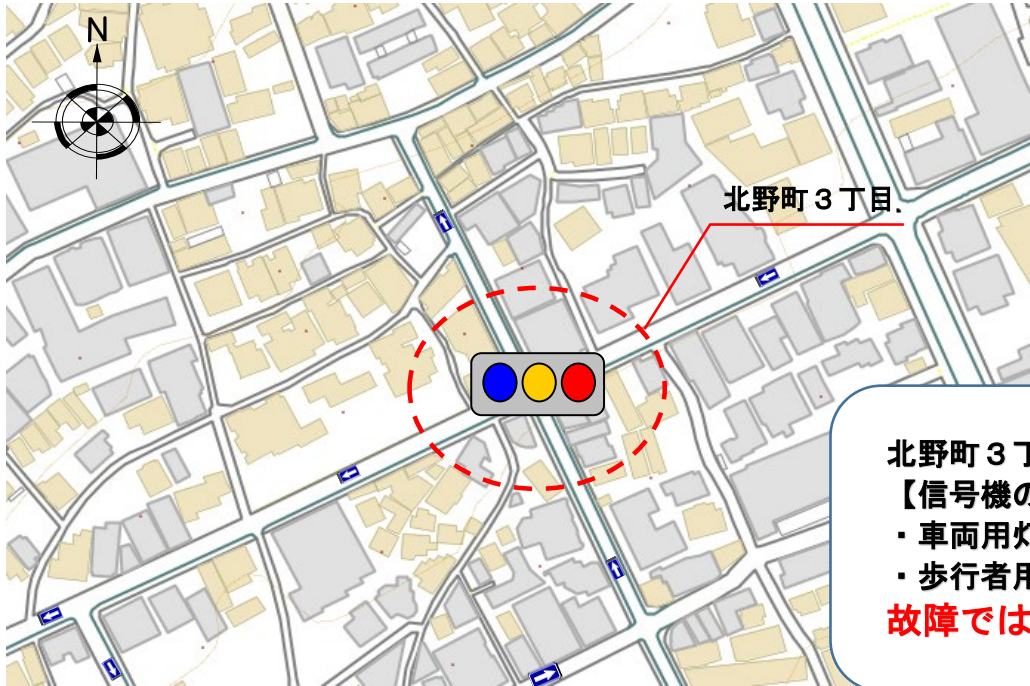 N
北野町３丁目.
北野町３丁
【信号機の
・車両用灯
・歩行者用
故障では